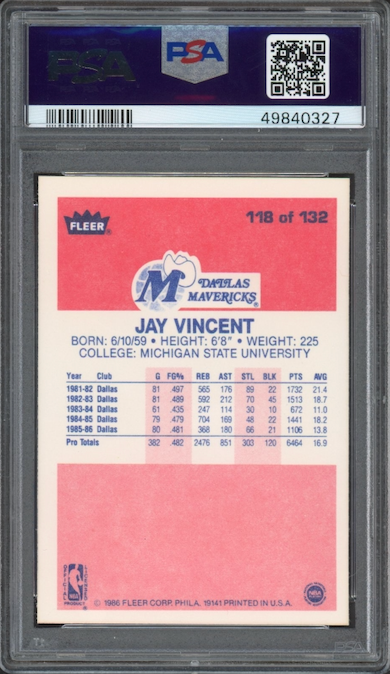 PSA
PSA
49840327
FLEER
118 of 132
M DALLAS
MAVERICKS
JAY VINCENT
BORN: 6/10/59 • HEIGHT: 6'8" • WEIGHT: 225
COLLEGE: MICHIGAN STATE UNIVERSITY
Year Club G FG% REB AST STL BLK PTS AVG
1981-82 Dallas 81 .497 565 176 89 22 1732 21.4
1982-83 Dallas 81 .489 592 212 70 45 1513 18.7
1983-84 Dallas 61 .435 247 114 30 10 672 11.0
1984-85 Dallas 79 .479 704 169 48 22 1441 18.2
1985-86 Dallas 80 .481 368 180 66 21 1106 13.8
Pro Totals 382 .482 2476 851 303 120 6464 16.9
NBA
© 1986 FLEER CORP. PHILA. 19141 PRINTED IN U.S.A.